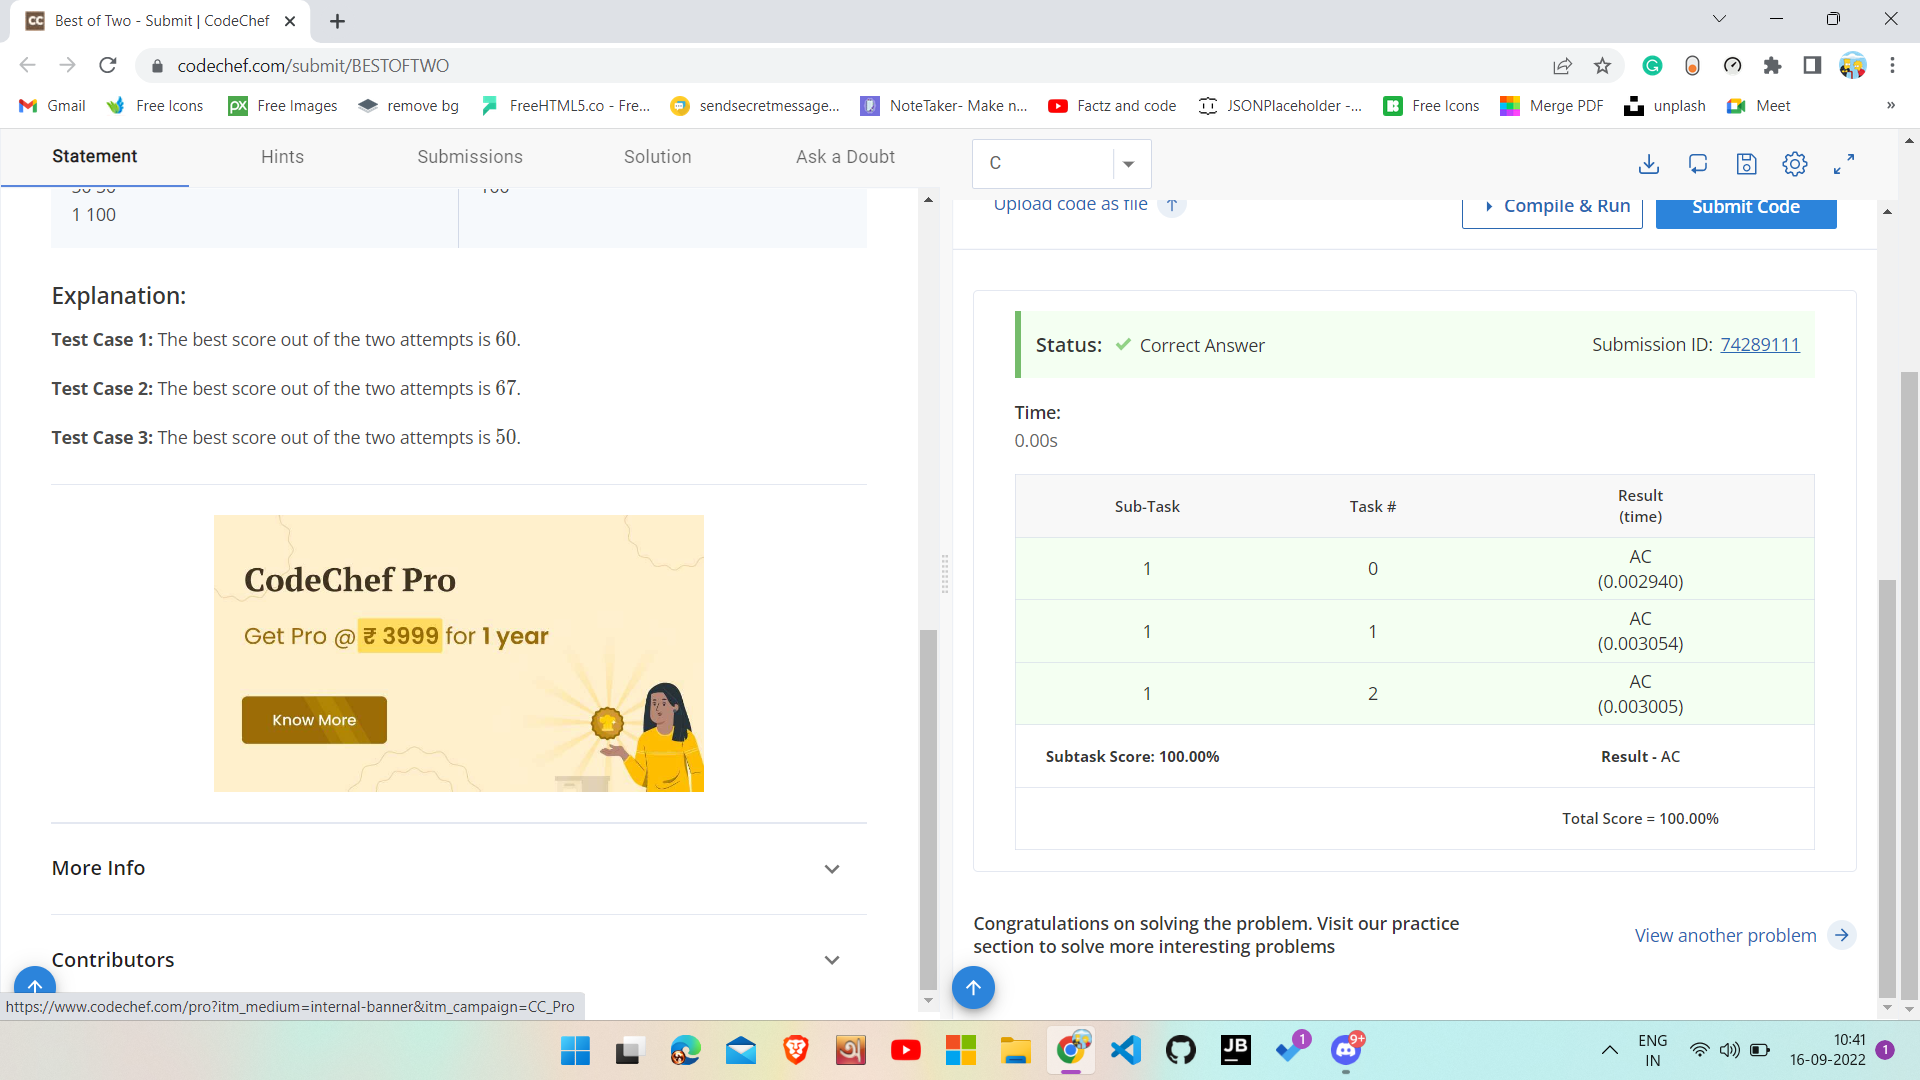 Best of Two - Submit | CodeChef
codechef.com/submit/BESTOFTWO
Gmail
Free Icons
Free Images
remove bg
FreeHTML5.co - Fre...
sendsecretmessage...
NoteTaker- Make n...
Factz and code
JSONPlaceholder -...
Free Icons
Merge PDF
unplash
Meet
»
Statement
Hints
Submissions
Solution
Ask a Doubt
1 100
Explanation:
Test Case 1: The best score out of the two attempts is 60.
Test Case 2: The best score out of the two attempts is 67.
Test Case 3: The best score out of the two attempts is 50.
CodeChef Pro
Get Pro @ ₹ 3999 for 1 year
Know More
More Info
Contributors
https://www.codechef.com/pro?itm_medium=internal-banner&itm_campaign=CC_Pro
C
Upload code as file
Compile & Run
Submit Code
Status: Correct Answer
Submission ID: 74289111
Time:
0.00s
Sub-Task Task # Result
(time)
1 0 AC
(0.002940)
1 1 AC
(0.003054)
1 2 AC
(0.003005)
Subtask Score: 100.00% Result - AC
Total Score = 100.00%
Congratulations on solving the problem. Visit our practice
section to solve more interesting problems
View another problem
JB
1
9+
ENG
IN
10:41
16-09-2022
1